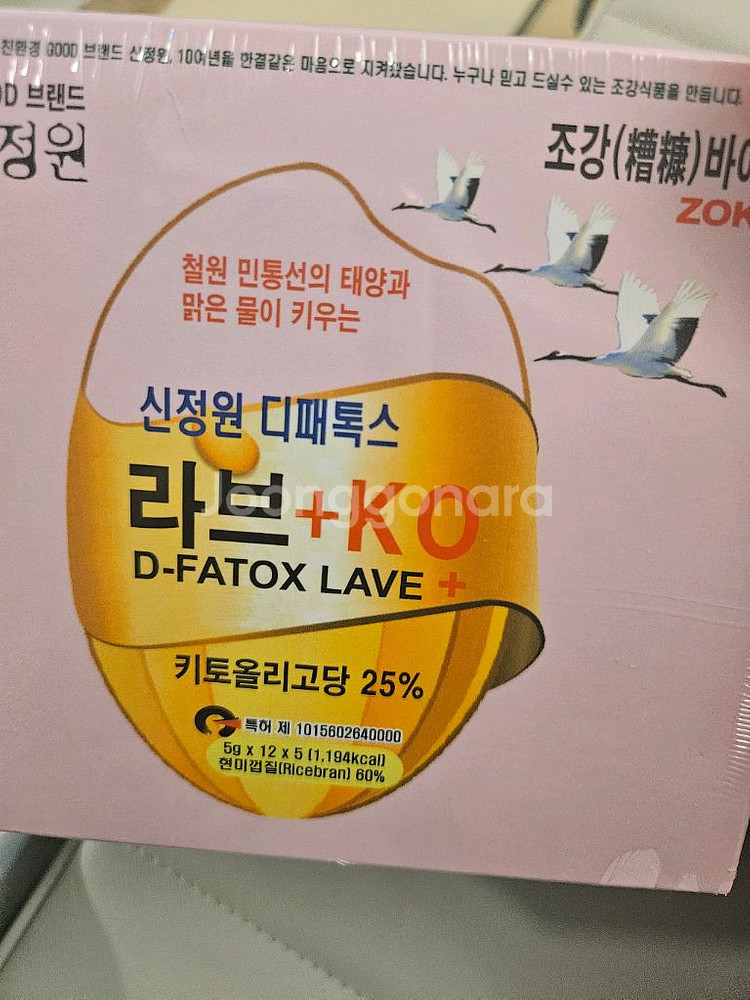 친환경 GOOD 브랜드 신정원, 100여년을 한결같은 마음으로 지켜왔습니다. 누구나 믿고 드실수 있는 조강식품을 만듭니다.
OD 브랜드
정원
조강(糟糠)바이
ZOK
철원 민통선의 태양과
맑은 물이 키우는
신정원 디패톡스
라브+KO
Joonggonara
D-FATOX LAVE +
키토올리고당 25%
특허 제 1015602640000
5g x 12 x 5 (1,194kcal)
현미껍질(Ricebran) 60%